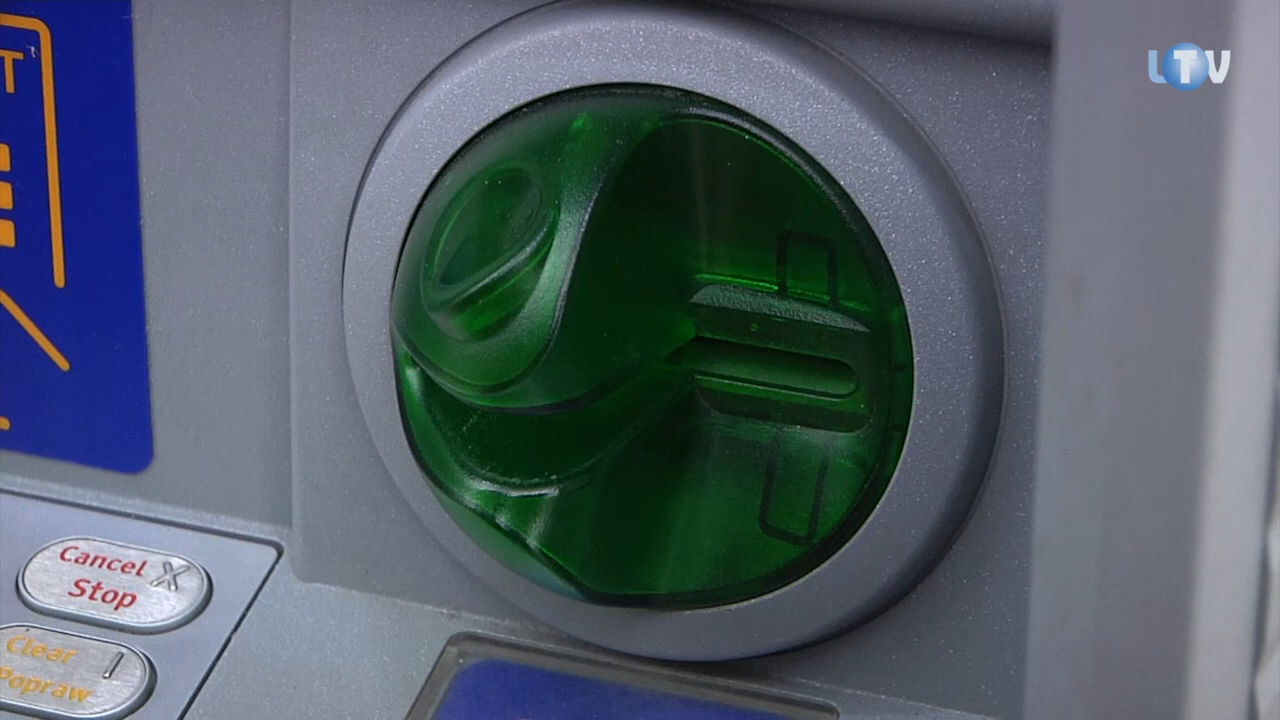 T
LTV
Cancel X
Stop
Clear |
Popraw